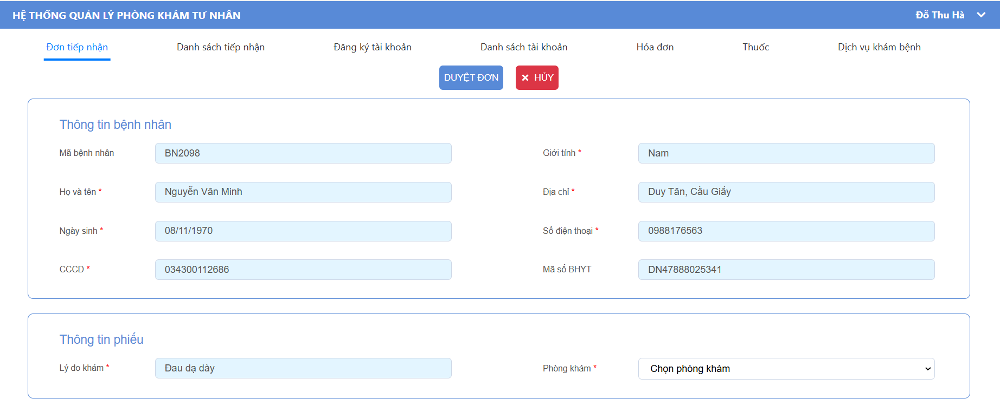 HỆ THỐNG QUẢN LÝ PHÒNG KHÁM TƯ NHÂN
Đỗ Thu Hà
Đơn tiếp nhận
Danh sách tiếp nhận
Đăng ký tài khoản
Danh sách tài khoản
Hóa đơn
Thuốc
Dịch vụ khám bệnh
DUYỆT ĐƠN
HỦY
Thông tin bệnh nhân
Mã bệnh nhân BN2098
Giới tính * Nam
Họ và tên * Nguyễn Văn Minh
Địa chỉ * Duy Tân, Cầu Giấy
Ngày sinh * 08/11/1970
Số điện thoại * 0988176563
CCCD * 034300112686
Mã số BHYT DN47888025341
Thông tin phiếu
Lý do khám * Đau dạ dày
Phòng khám * Chọn phòng khám